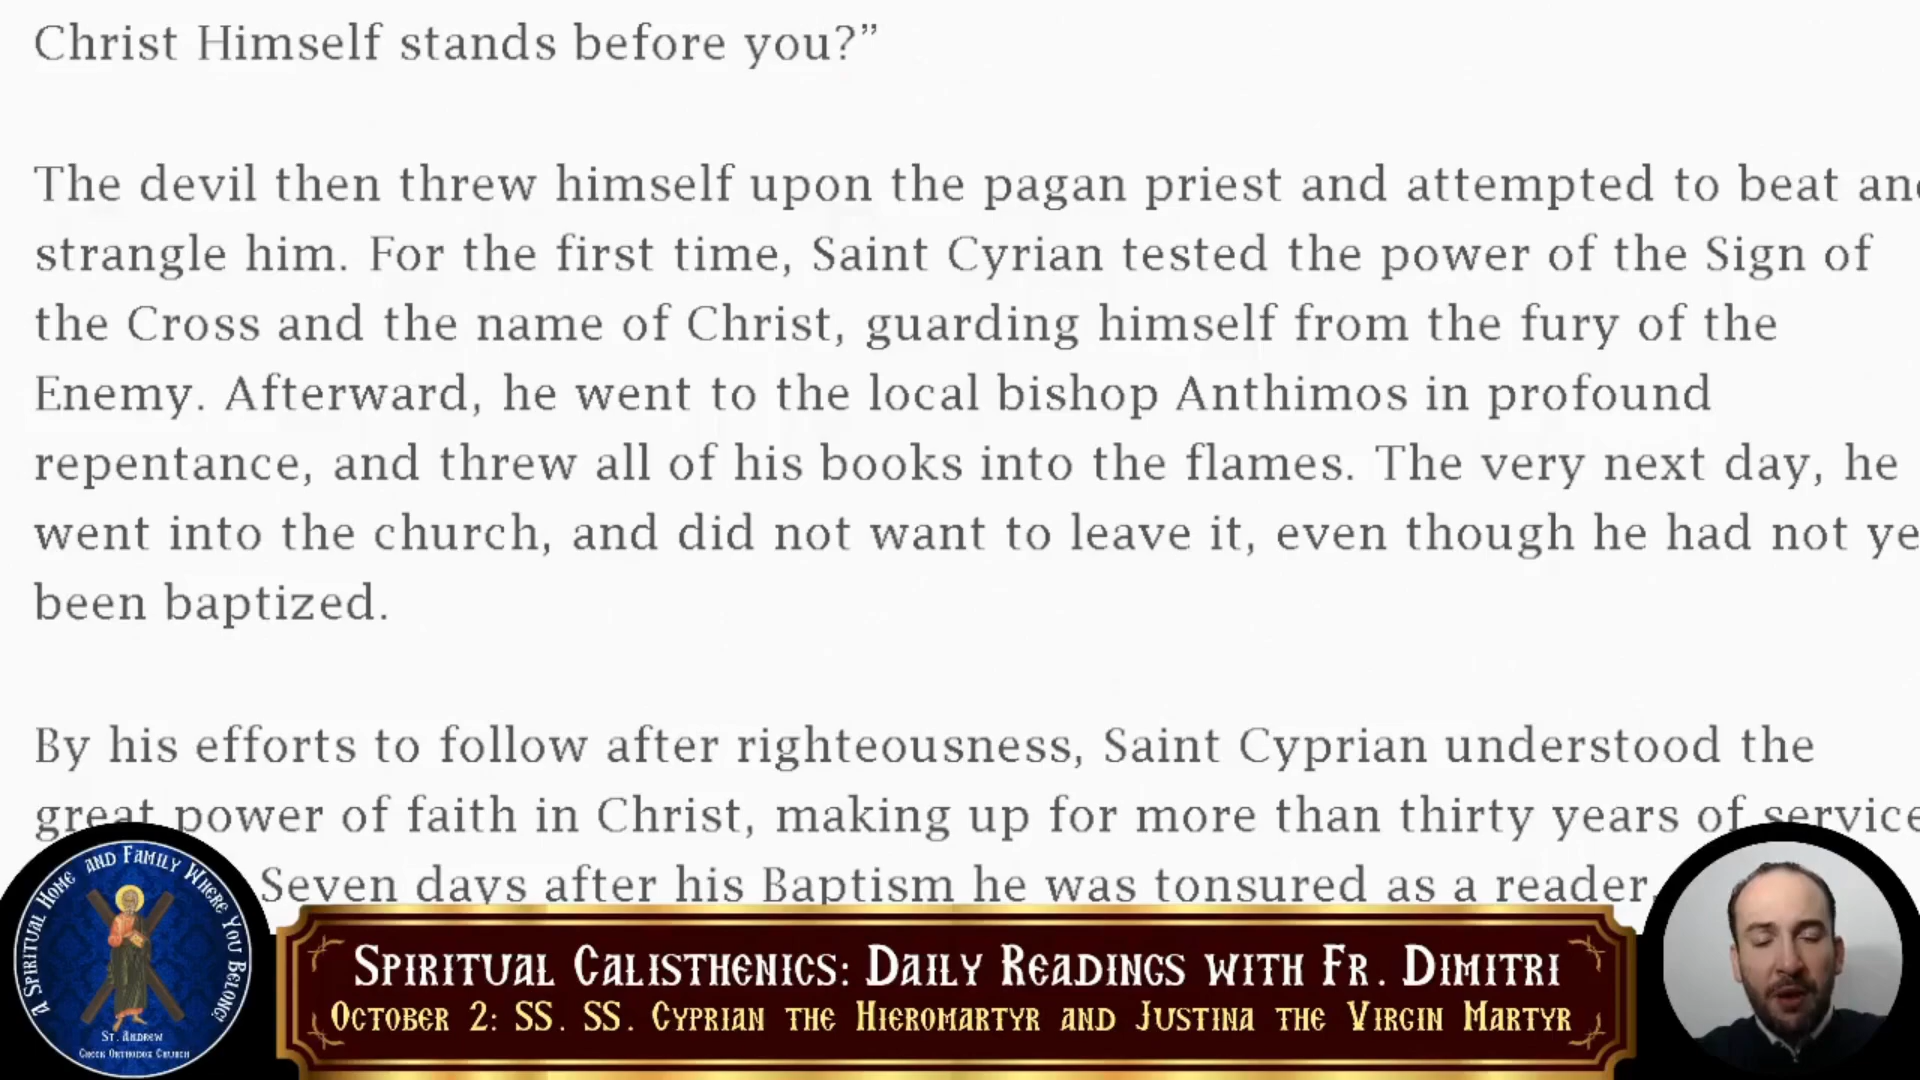 Christ Himself stands before you?”
The devil then threw himself upon the pagan priest and attempted to beat an
strangle him. For the first time, Saint Cyrian tested the power of the Sign of
the Cross and the name of Christ, guarding himself from the fury of the
Enemy. Afterward, he went to the local bishop Anthimos in profound
repentance, and threw all of his books into the flames. The very next day, he
went into the church, and did not want to leave it, even though he had not ye
been baptized.
By his efforts to follow after righteousness, Saint Cyprian understood the
great power of faith in Christ, making up for more than thirty years of service
Seven days after his Baptism he was tonsured as a reader,
A Spiritual Home and Family Where You Belong!
St. Andrew
Greek Orthodox Church
Spiritual Calisthenics: Daily Readings with Fr. Dimitri
October 2: SS. SS. Cyprian the Hieromartyr and Justina the Virgin Martyr